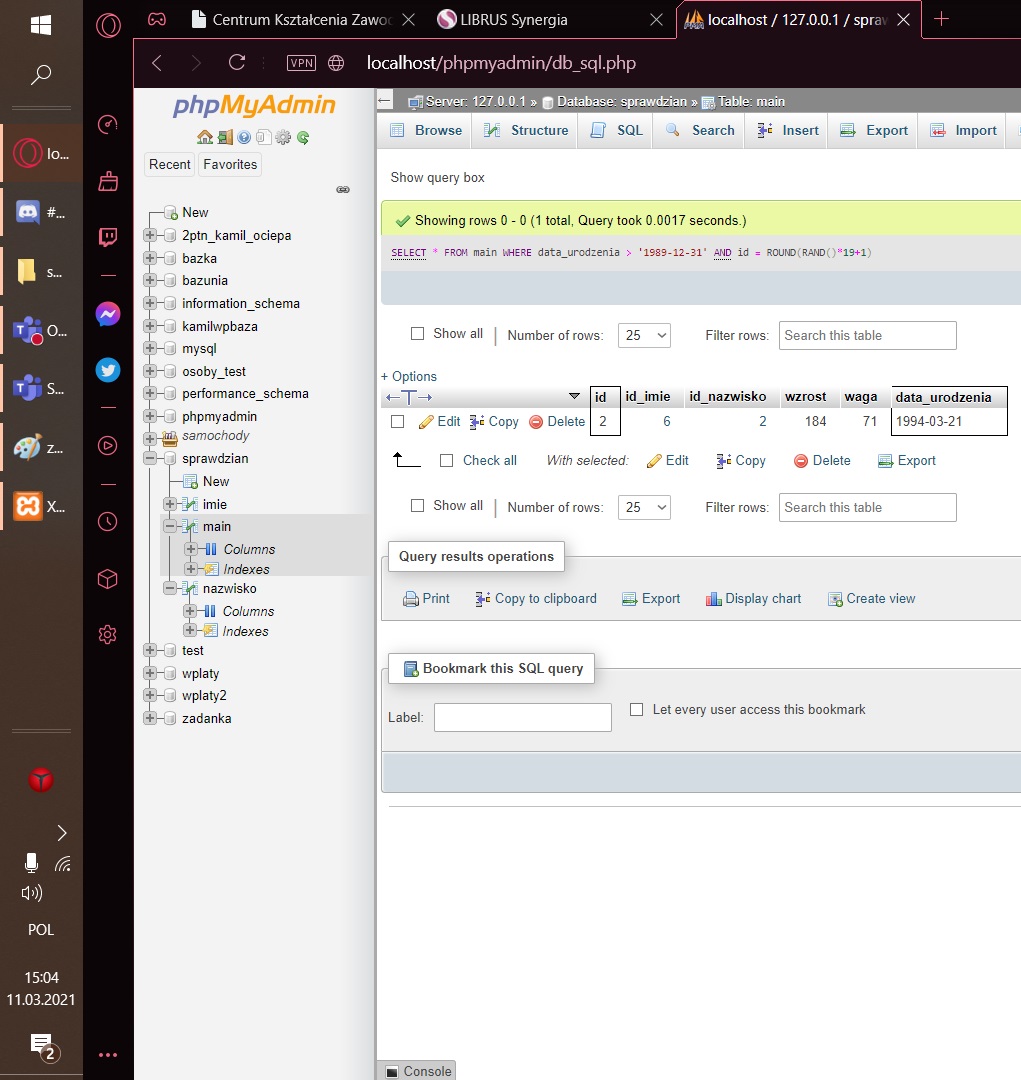 Centrum Kształcenia Zawo
LIBRUS Synergia
localhost / 127.0.0.1 / spraw
VPN
localhost/phpmyadmin/db_sql.php
lo...
#...
s...
O...
S...
z...
X...
POL
15:04
11.03.2021
2
phpMyAdmin
Recent
Favorites
New
2ptn_kamil_ociepa
bazka
bazunia
information_schema
kamilwpbaza
mysql
osoby_test
performance_schema
phpmyadmin
samochody
sprawdzian
New
imie
main
Columns
Indexes
nazwisko
Columns
Indexes
test
wplaty
wplaty2
zadanka
Server: 127.0.0.1 » Database: sprawdzian » Table: main
Browse Structure SQL Search Insert Export Import
Show query box
Showing rows 0 - 0 (1 total, Query took 0.0017 seconds.)
SELECT * FROM main WHERE data_urodzenia > '1989-12-31' AND id = ROUND(RAND()*19+1)
Show all Number of rows: 25 Filter rows: Search this table
+ Options
←T→ id id_imie id_nazwisko wzrost waga data_urodzenia
Edit Copy Delete 2 6 2 184 71 1994-03-21
Check all With selected: Edit Copy Delete Export
Show all Number of rows: 25 Filter rows: Search this table
Query results operations
Print Copy to clipboard Export Display chart Create view
Bookmark this SQL query
Label: Let every user access this bookmark
Console